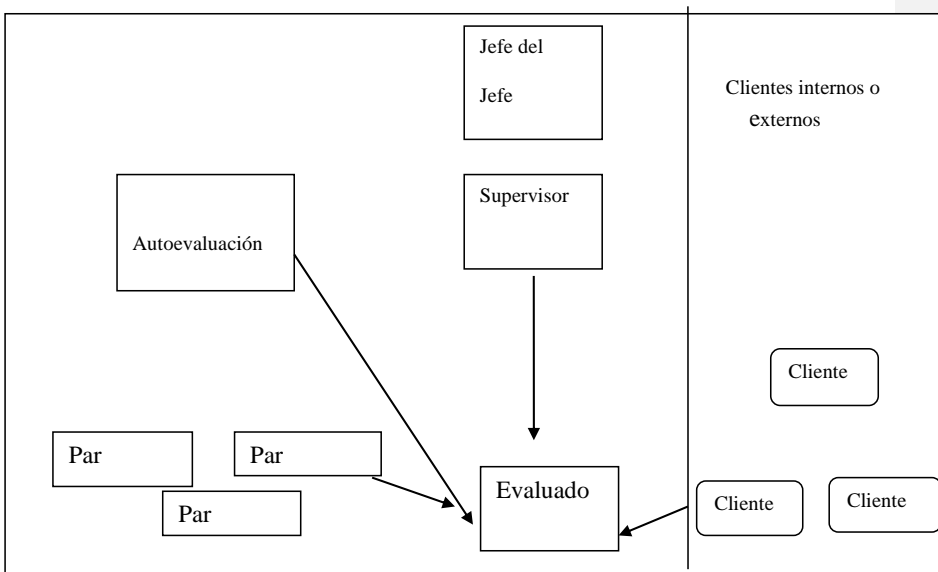 Jefe del
Jefe
Clientes internos o
externos
Supervisor
Autoevaluación
Cliente
Par
Par
Par
Evaluado
Cliente
Cliente